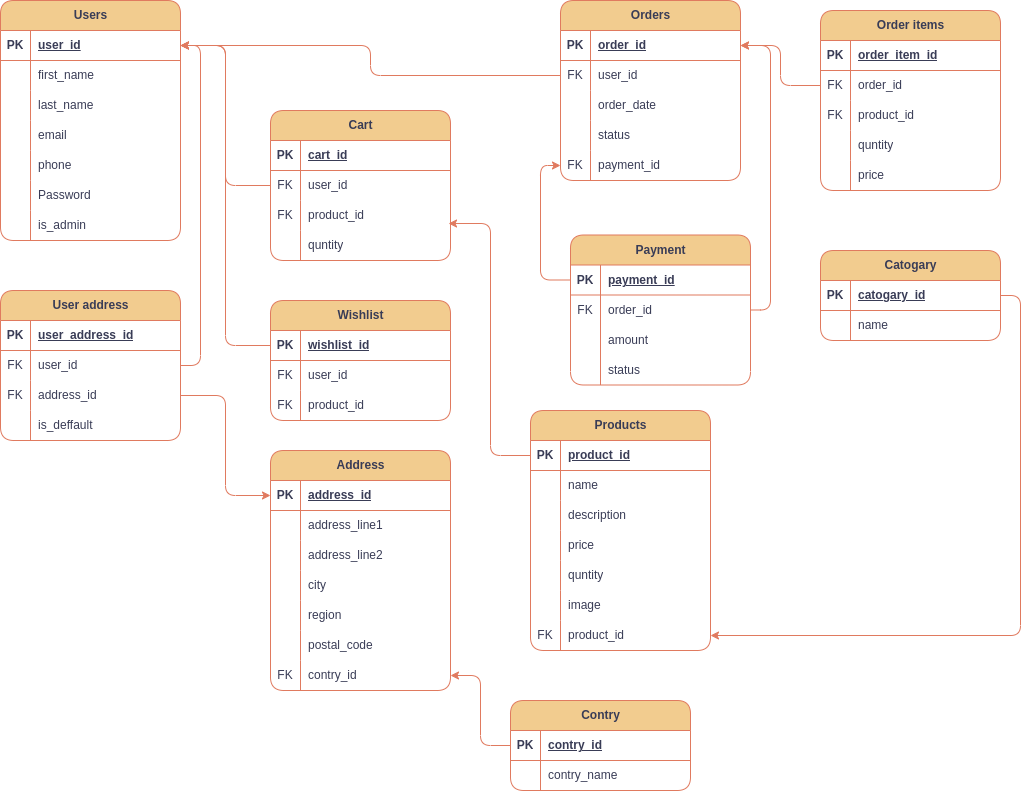 Users
PK user_id
first_name
last_name
email
phone
Password
is_admin
User address
PK user_address_id
FK user_id
FK address_id
is_deffault
Cart
PK cart_id
FK user_id
FK product_id
quntity
Wishlist
PK wishlist_id
FK user_id
FK product_id
Address
PK address_id
address_line1
address_line2
city
region
postal_code
FK contry_id
Orders
PK order_id
FK user_id
order_date
status
FK payment_id
Payment
PK payment_id
FK order_id
amount
status
Products
PK product_id
name
description
price
quntity
image
FK product_id
Contry
PK contry_id
contry_name
Order items
PK order_item_id
FK order_id
FK product_id
quntity
price
Catogary
PK catogary_id
name